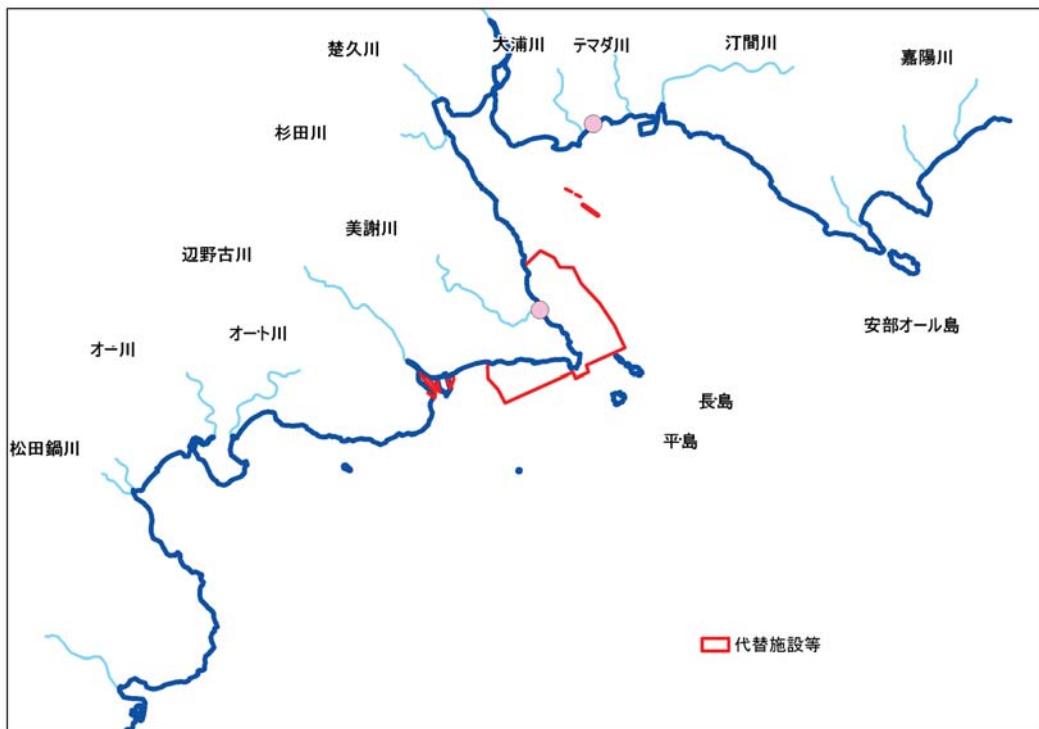 楚久川
大浦川
テマダ川
汀間川
嘉陽川
杉田川
美謝川
辺野古川
安部オール島
オート川
オー川
長島
平島
松田鍋川
代替施設等